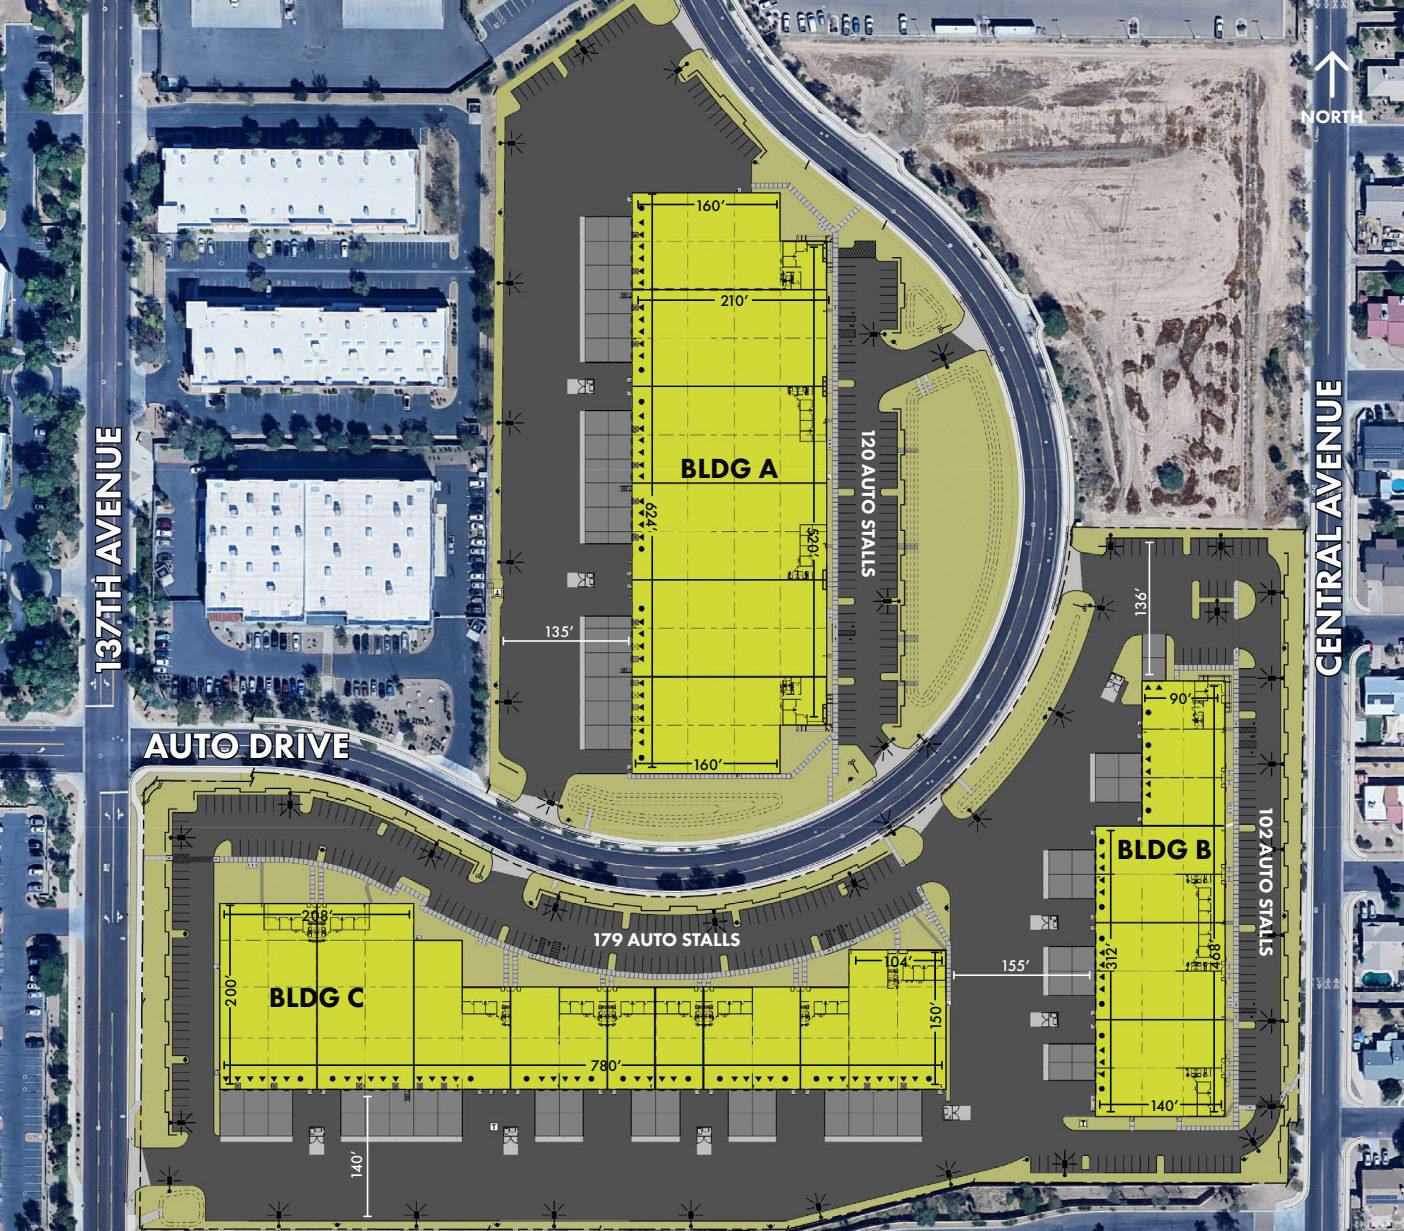 NORTH
160′
210′
BLDG A
624′
520′
120 AUTO STALLS
137TH AVENUE
CENTRAL AVENUE
135′
136′
90′
AUTO DRIVE
160′
BLDG B
102 AUTO STALLS
208′
179 AUTO STALLS
104′
155′
312′
468′
200′
BLDG C
150′
780′
140′
140′
T